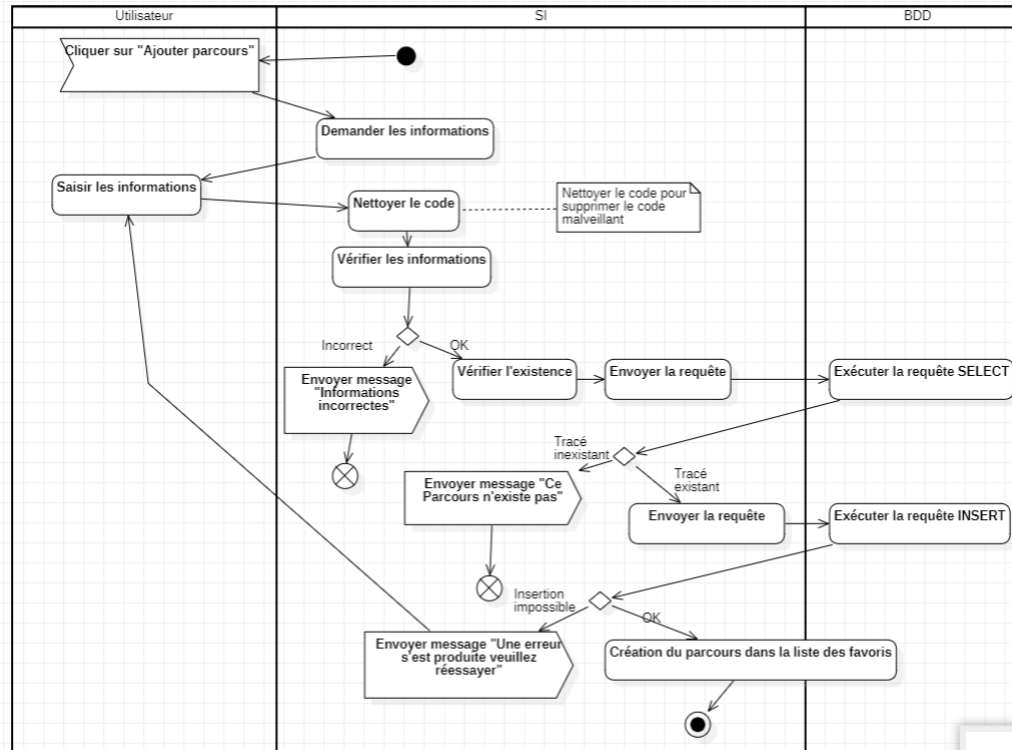 Utilisateur
SI
BDD
Cliquer sur "Ajouter parcours"
Demander les informations
Saisir les informations
Nettoyer le code
Nettoyer le code pour
supprimer le code
malveillant
Vérifier les informations
Incorrect
OK
Envoyer message
"Informations
incorrectes"
Vérifier l'existence
Envoyer la requête
Exécuter la requête SELECT
Tracé
inexistant
Tracé
existant
Envoyer message "Ce
Parcours n'existe pas"
Envoyer la requête
Exécuter la requête INSERT
Insertion
impossible
OK
Envoyer message "Une erreur
s'est produite veuillez
réessayer"
Création du parcours dans la liste des favoris